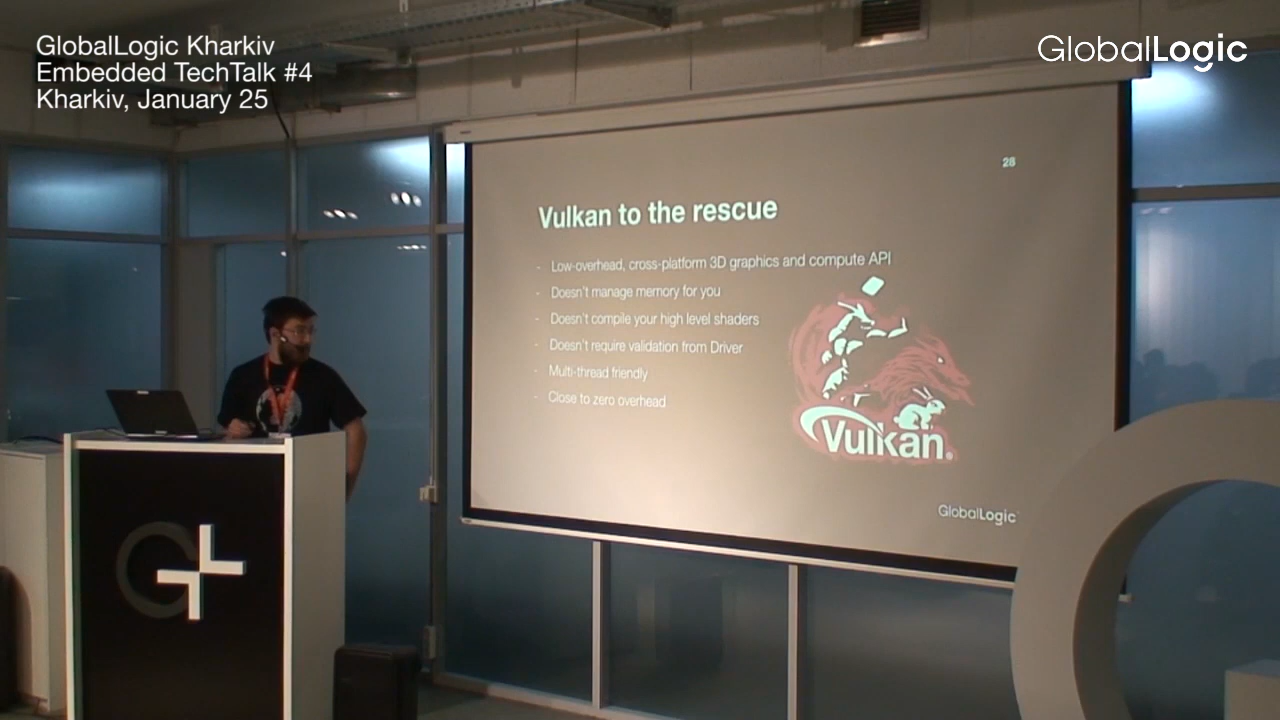 GlobalLogic Kharkiv
Embedded TechTalk #4
Kharkiv, January 25
GlobalLogic
28
Vulkan to the rescue
- Low-overhead, cross-platform 3D graphics and compute API
- Doesn't manage memory for you
- Doesn't compile your high level shaders
- Doesn't require validation from Driver
- Multi-thread friendly
- Close to zero overhead
Vulkan.
GlobalLogic
GL